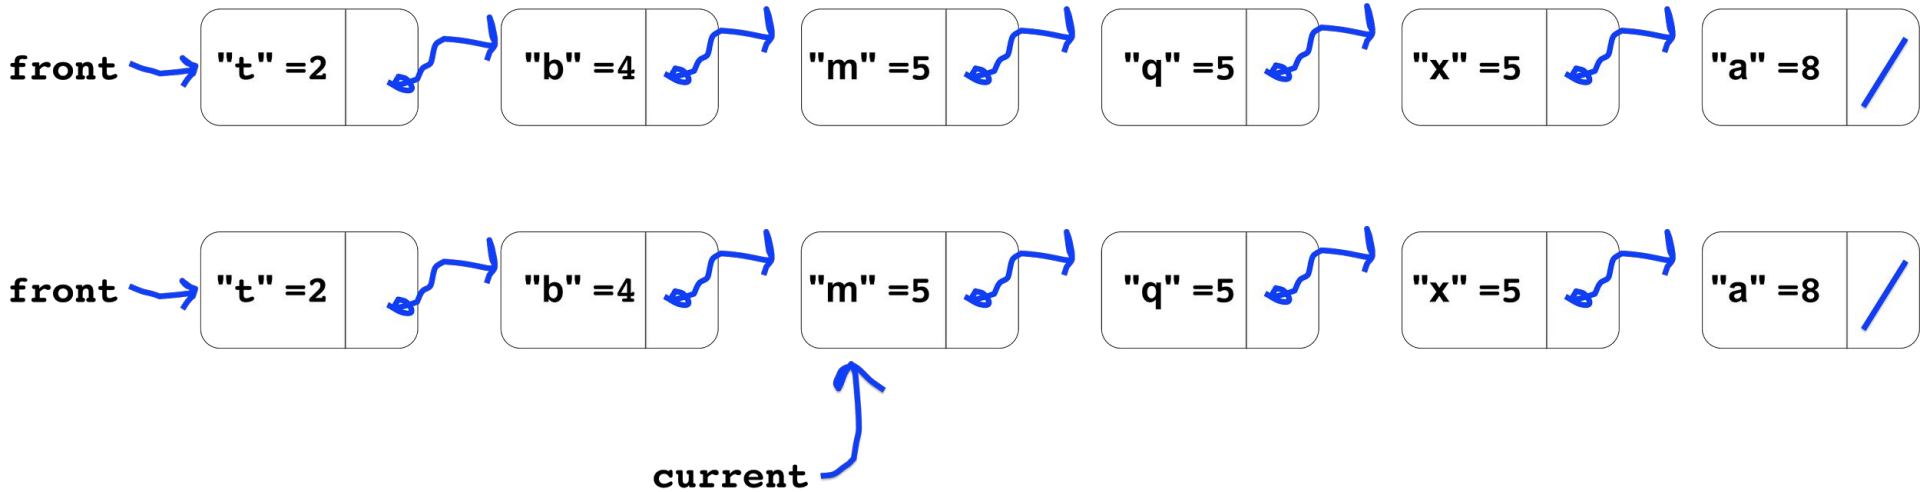 front "t" =2 "b" =4 "m" =5 "q" =5 "x" =5 "a" =8
front "t" =2 "b" =4 "m" =5 "q" =5 "x" =5 "a" =8
current